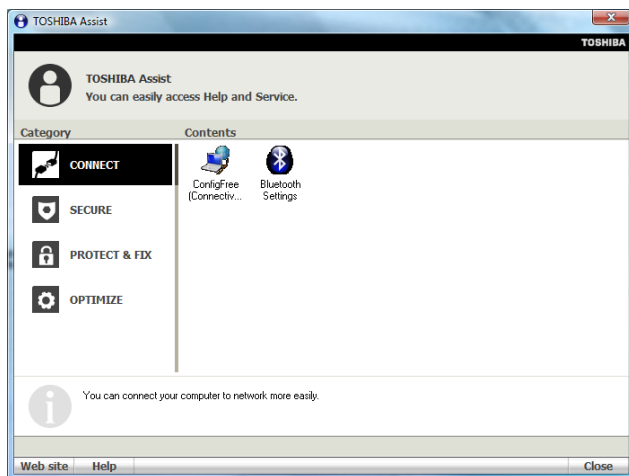 TOSHIBA Assist
TOSHIBA
TOSHIBA Assist
You can easily access Help and Service.
Category
Contents
CONNECT
SECURE
PROTECT & FIX
OPTIMIZE
ConfigFree
(Connectiv...
Bluetooth
Settings
You can connect your computer to network more easily.
Web site
Help
Close